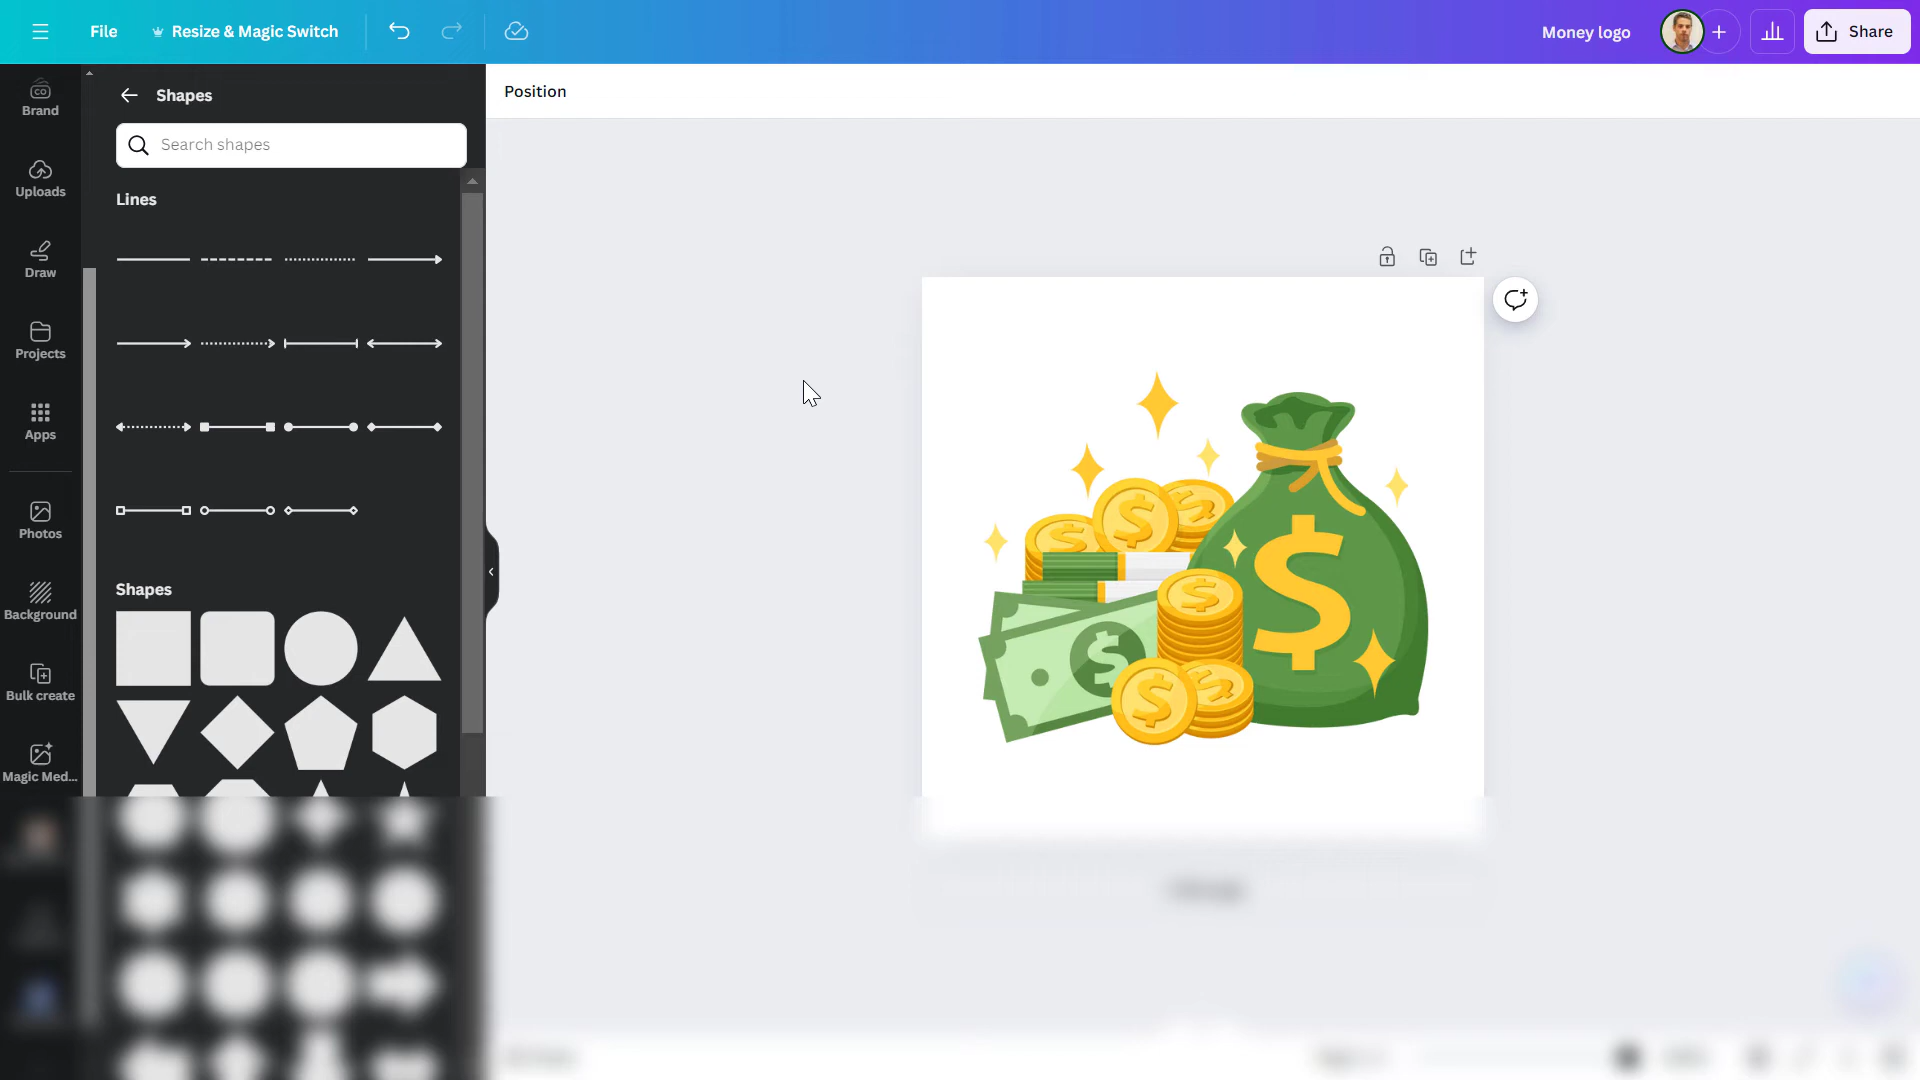 File
Resize & Magic Switch
Money logo
Share
Brand
Uploads
Draw
Projects
Apps
Photos
Background
Bulk create
Magic Med...
Shapes
Search shapes
Lines
Shapes
Position
$
$
$
$
$
$